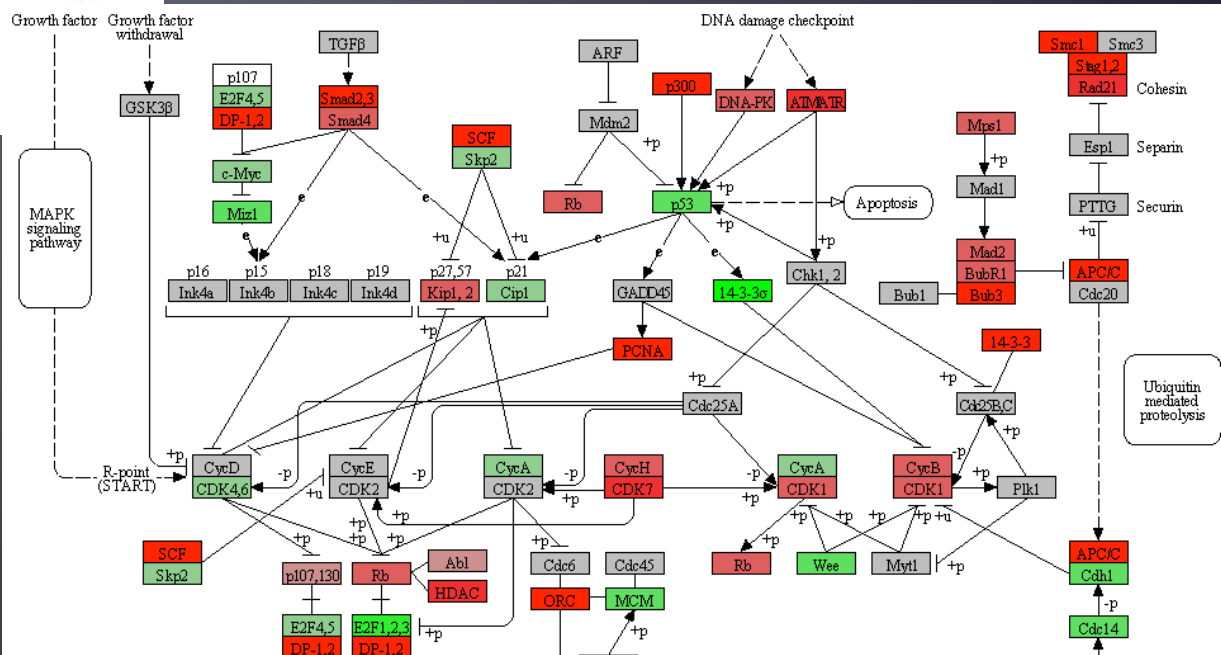 Growth factor
Growth factor
withdrawal
DNA damage checkpoint
TGFβ
ARF
Smc1
Smc3
Stag1,2
Rad21
Cohesin
p107
E2F4,5
DP-1,2
GSK3β
Smad2,3
Smad4
p300
DNA-PK
ATM/ATR
Mdm2
+p
Mps1
+p
Esp1
Separin
SCF
Skp2
c-Myc
Miz1
e
e
e
Rb
+p
p53
+p
Apoptosis
Mad1
PTTG
Securin
MAPK
signaling
pathway
+u
+u
e
e
+p
+u
Mad2
BubR1
Bub3
Bub1
APC/C
Cdc20
p16
p15
p18
p19
p27,57
p21
Ink4a
Ink4b
Ink4c
Ink4d
Kip1, 2
Cip1
GADD45
14-3-3σ
Chk1, 2
+p
PCNA
14-3-3
+p
+p
Cdc25A
Cdc25B,C
Ubiquitin
mediated
proteolysis
R-point
(START)
+p
CycD
CDK4,6
-p
CycE
CDK2
-p
+u
CycA
CDK2
-p
+p
CycH
CDK7
-p
+p
CycA
CDK1
CycB
CDK1
-p
+p
Plk1
+p
+p
+p
+p
+p
+p
+p
+p
+u
SCF
Skp2
p107,130
Rb
Abl
HDAC
Cdc6
Cdc45
Rb
Wee
Myt1
+p
APC/C
Cdh1
ORC
MCM
-p
E2F4,5
DP-1,2
E2F1,2,3
DP-1,2
+p
+p
Cdc14